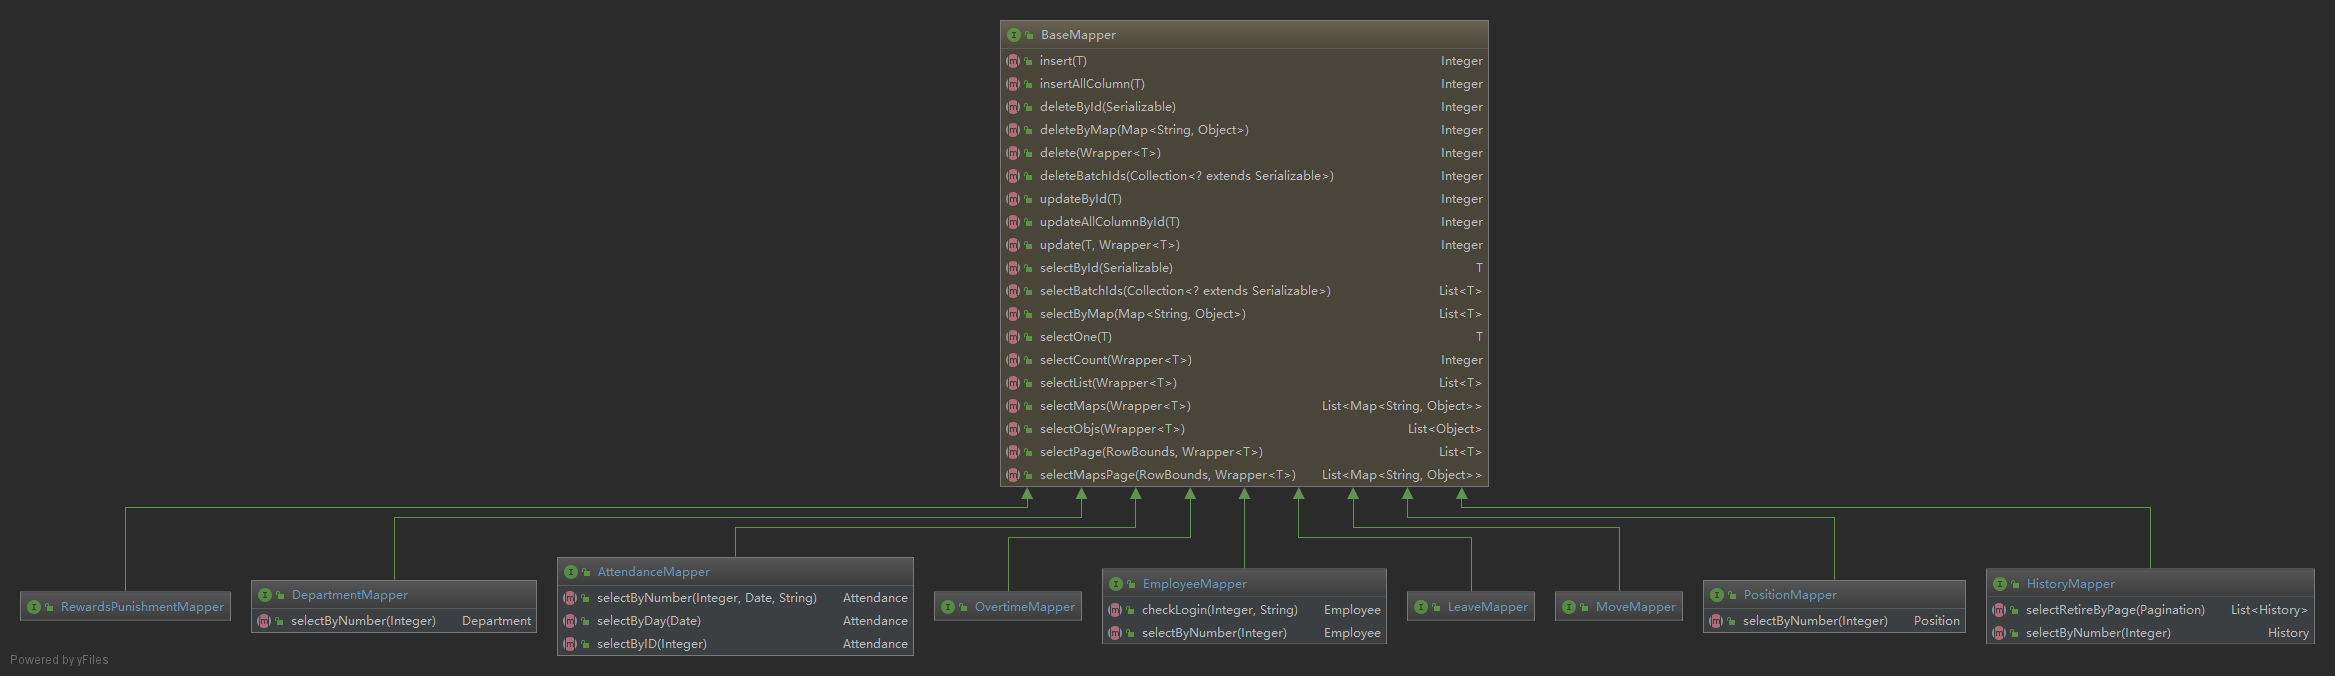 BaseMapper
insert(T) Integer
insertAllColumn(T) Integer
deleteById(Serializable) Integer
deleteByMap(Map<String, Object>) Integer
delete(Wrapper<T>) Integer
deleteBatchIds(Collection<? extends Serializable>) Integer
updateById(T) Integer
updateAllColumnById(T) Integer
update(T, Wrapper<T>) Integer
selectById(Serializable) T
selectBatchIds(Collection<? extends Serializable>) List<T>
selectByMap(Map<String, Object>) List<T>
selectOne(T) T
selectCount(Wrapper<T>) Integer
selectList(Wrapper<T>) List<T>
selectMaps(Wrapper<T>) List<Map<String, Object>>
selectObjs(Wrapper<T>) List<Object>
selectPage(RowBounds, Wrapper<T>) List<T>
selectMapsPage(RowBounds, Wrapper<T>) List<Map<String, Object>>
RewardsPunishmentMapper
DepartmentMapper
selectByNumber(Integer) Department
AttendanceMapper
selectByNumber(Integer, Date, String) Attendance
selectByDay(Date) Attendance
selectByID(Integer) Attendance
OvertimeMapper
EmployeeMapper
checkLogin(Integer, String) Employee
selectByNumber(Integer) Employee
LeaveMapper
MoveMapper
PositionMapper
selectByNumber(Integer) Position
HistoryMapper
selectRetireByPage(Pagination) List<History>
selectByNumber(Integer) History
Powered by yFiles